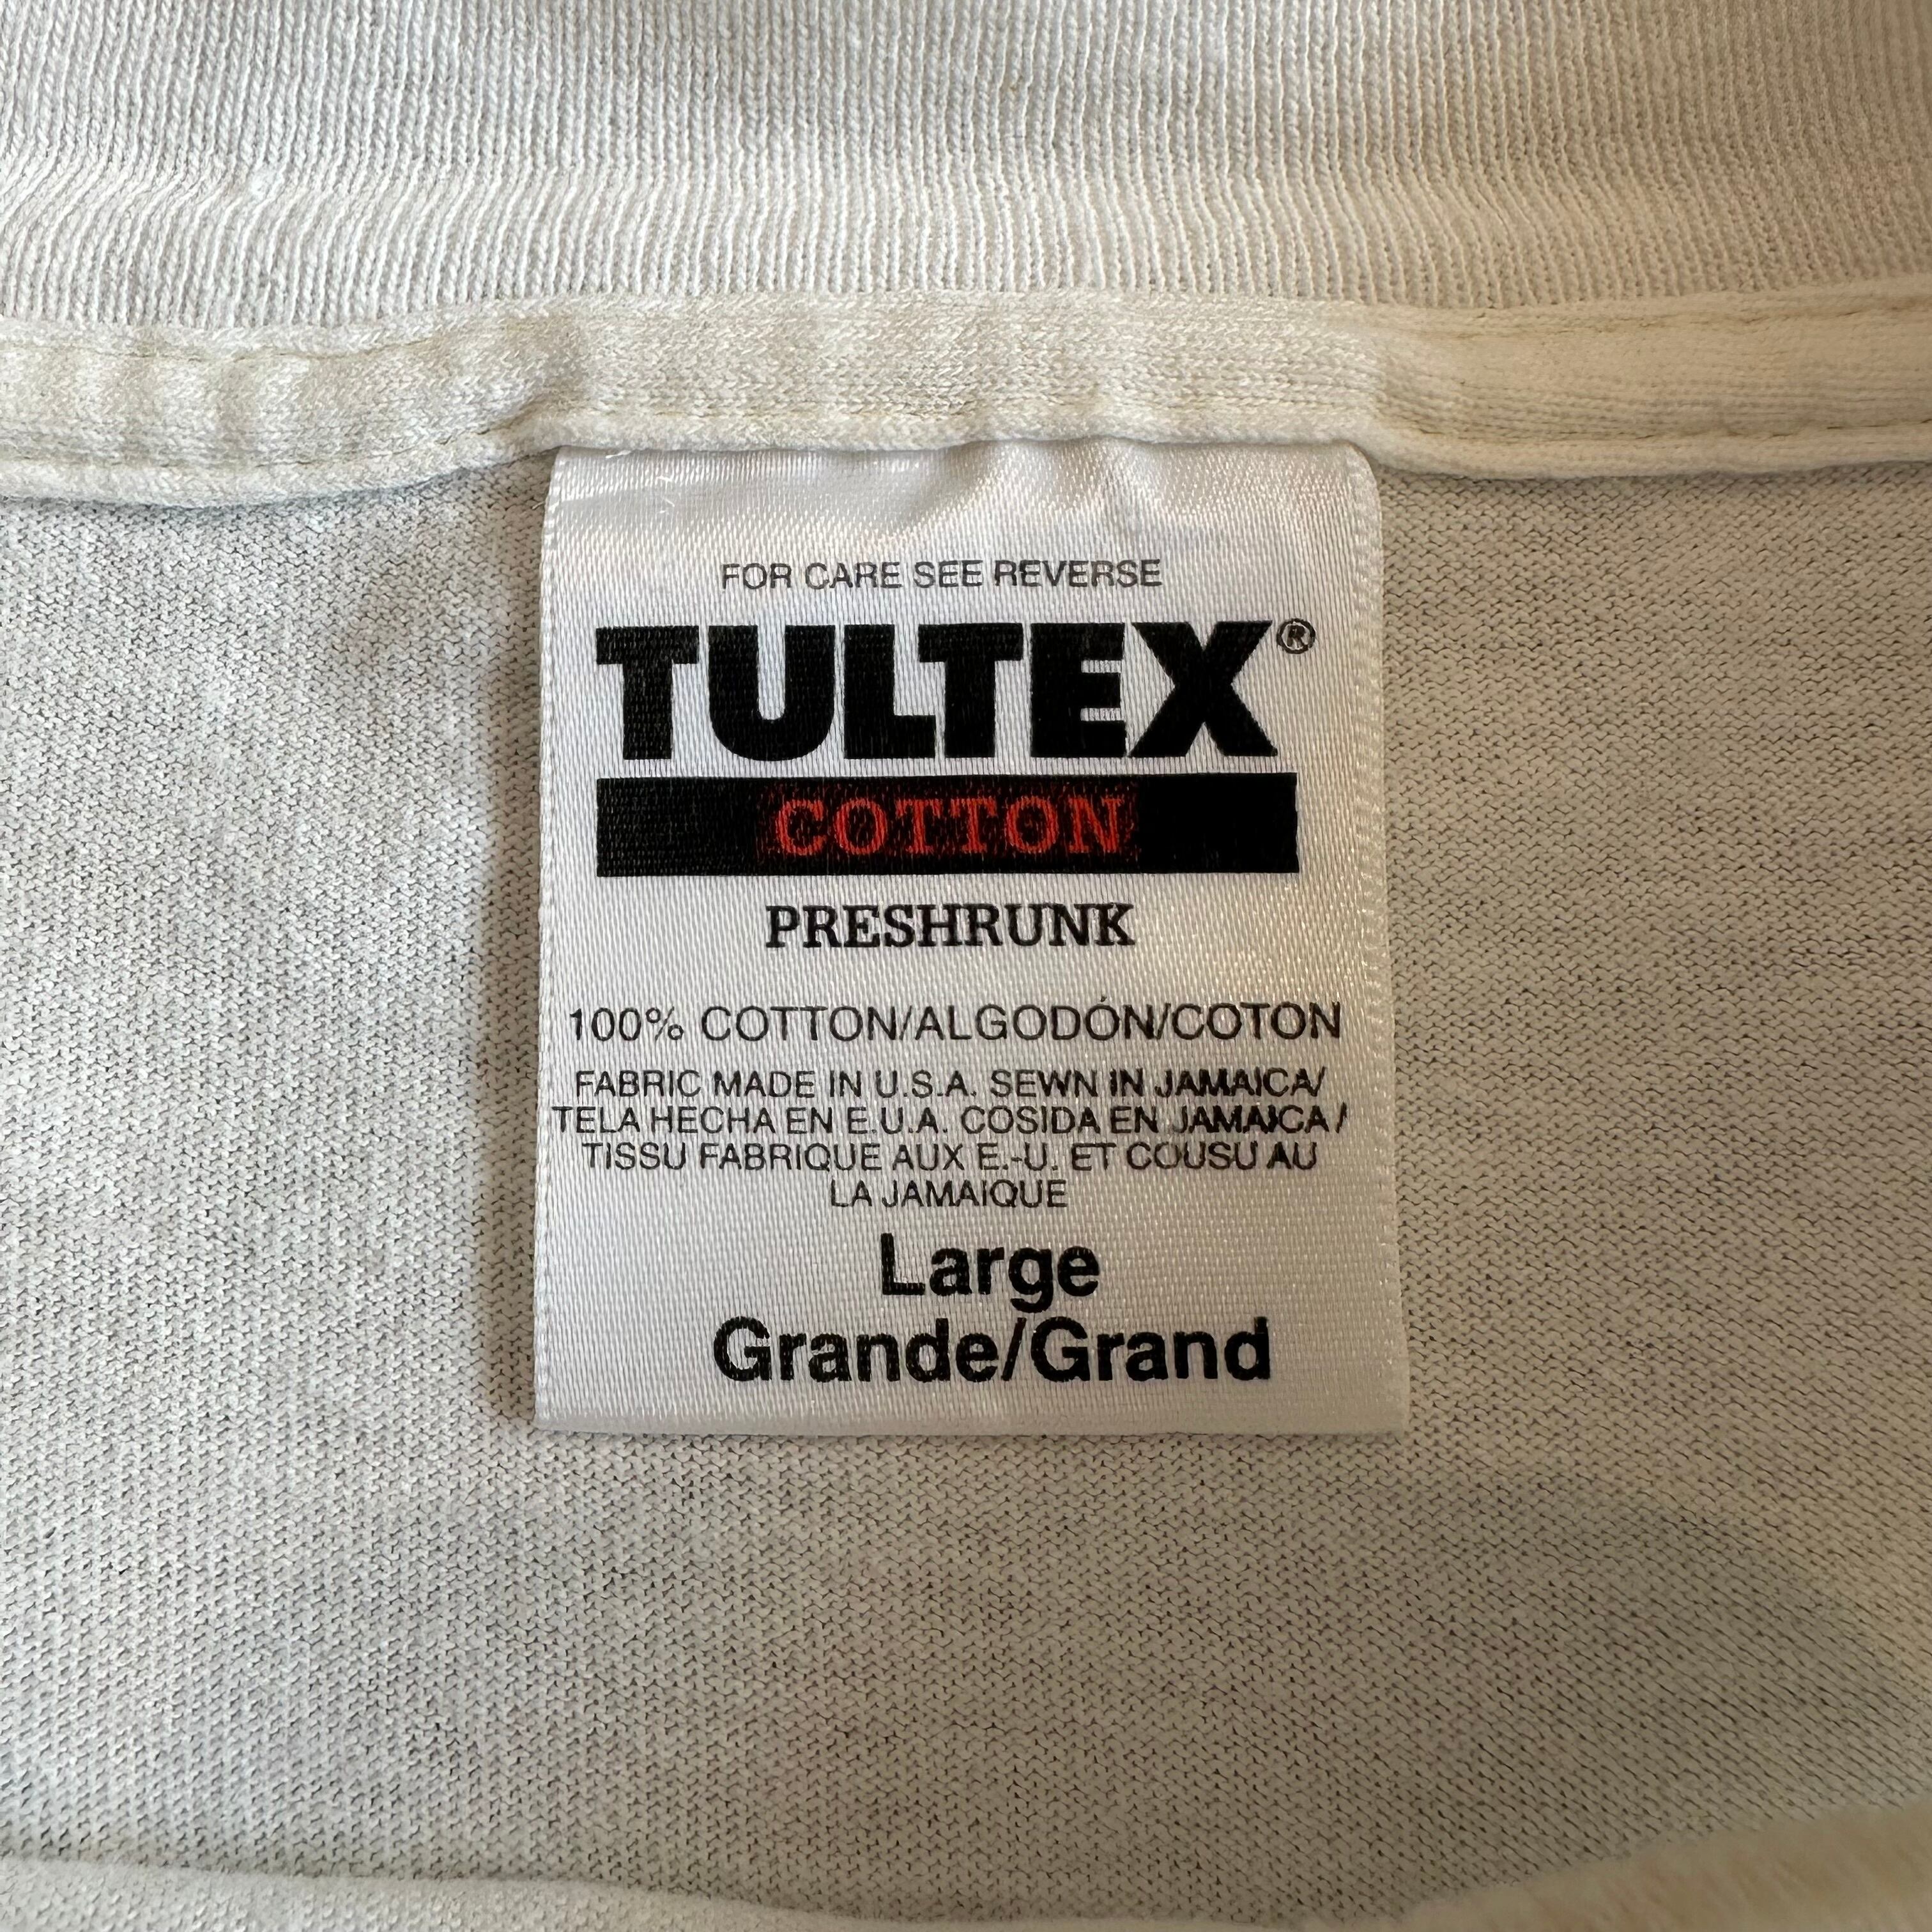 FOR CARE SEE REVERSE
TULTEX®
COTTON
PRESHRUNK
100% COTTON/ALGODÓN/COTON
FABRIC MADE IN U.S.A. SEWN IN JAMAICA/
TELA HECHA EN E.U.A. COSIDA EN JAMAICA/
TISSU FABRIQUE AUX E.-U. ET COUSU AU
LA JAMAIQUE
Large
Grande/Grand